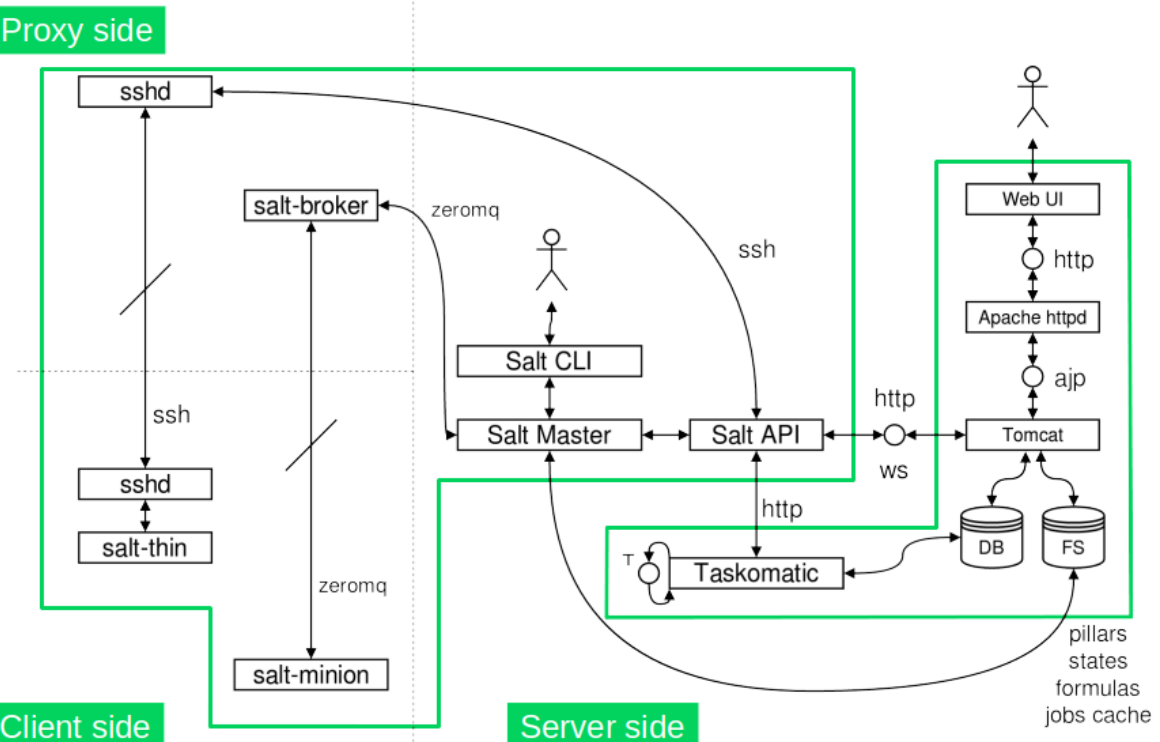 Proxy side
sshd
salt-broker
zeromq
ssh
Web UI
http
Apache httpd
ajp
Salt CLI
http
Salt Master
Salt API
Tomcat
ws
ssh
sshd
http
DB
FS
salt-thin
T
Taskomatic
zeromq
salt-minion
pillars
states
formulas
jobs cache
Client side
Server side